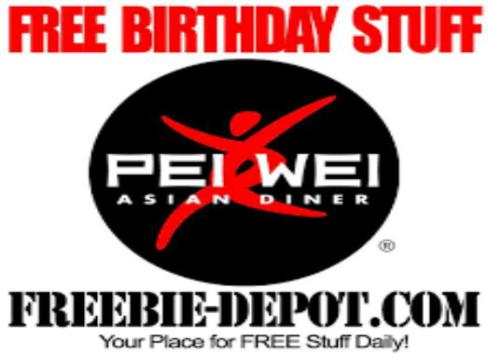 FREE BIRTHDAY STUFF
PEI WEI
ASIAN DINER
®
FREEBIE-DEPOT.COM
Your Place for FREE Stuff Daily!